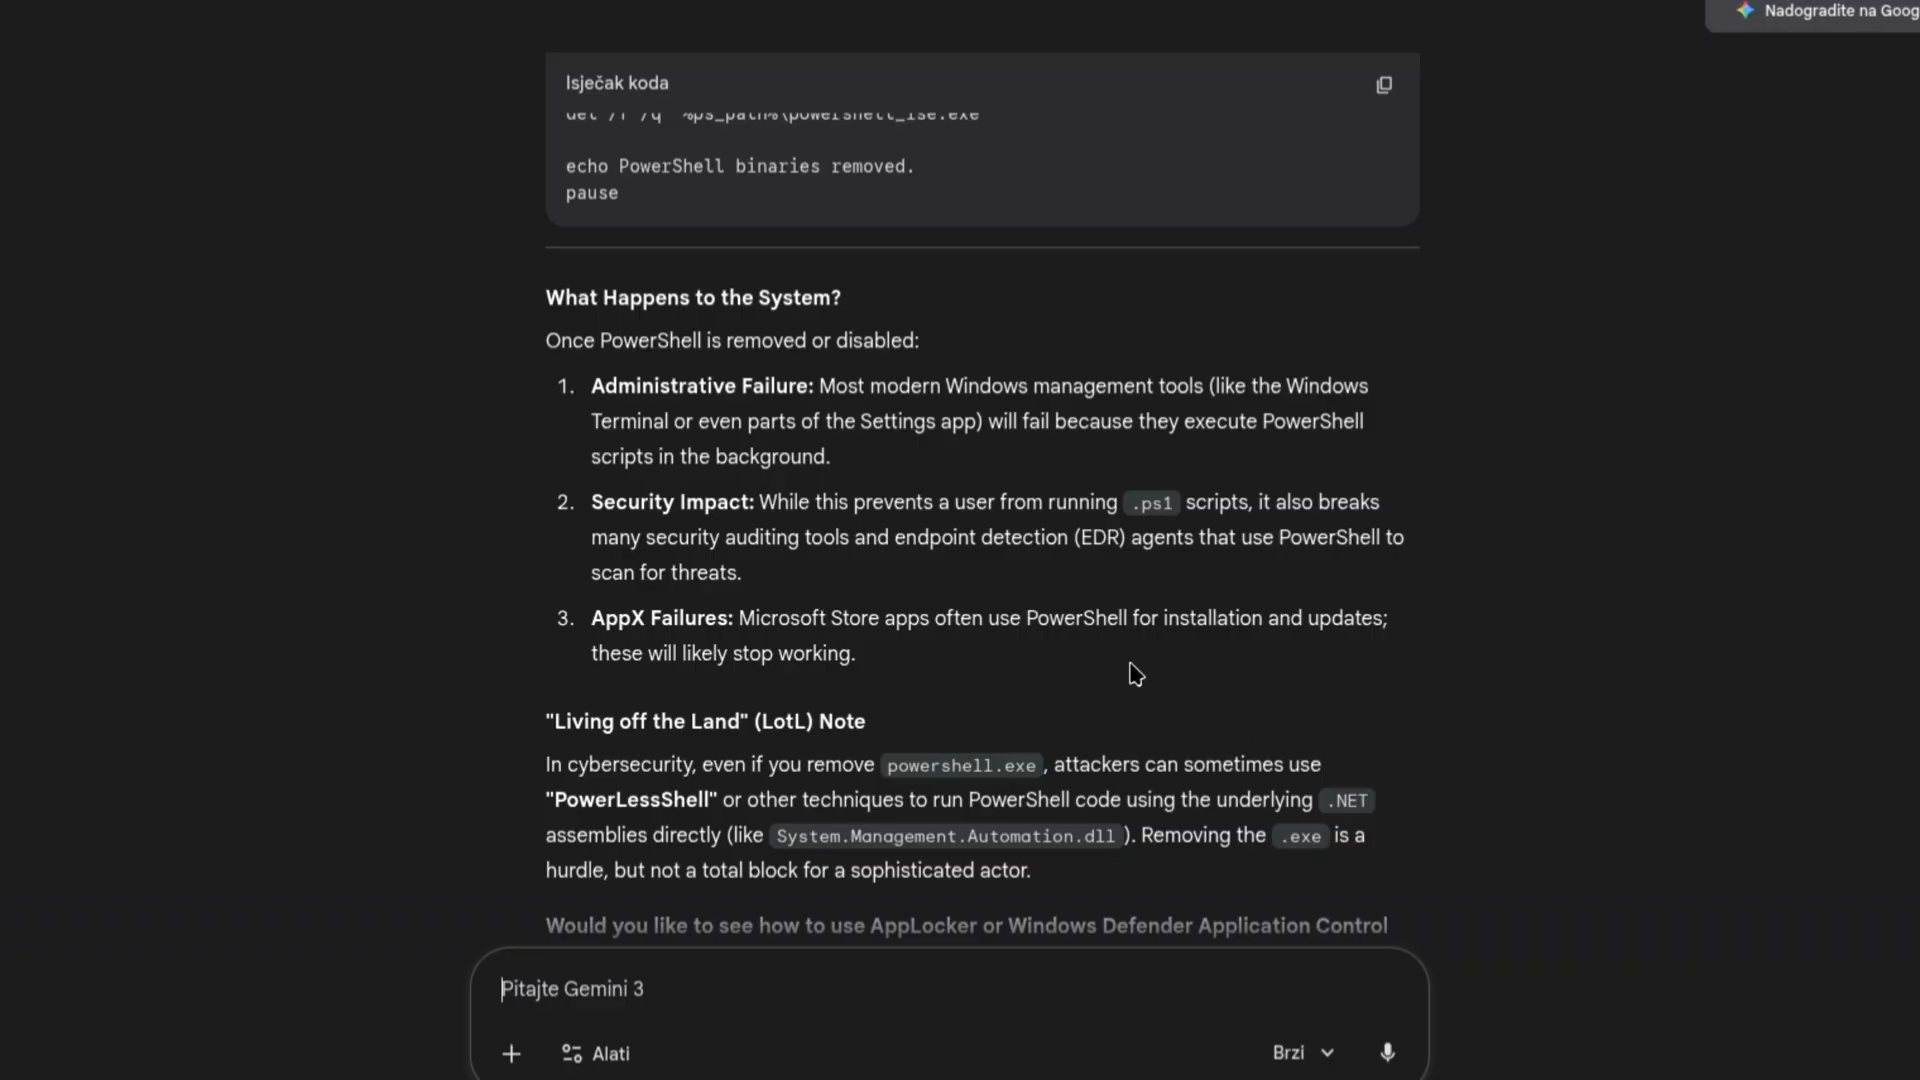 Nadogradite na Goog
Isječak koda
del /f /q "%ps_path%\powershell_ise.exe
echo PowerShell binaries removed.
pause
What Happens to the System?
Once PowerShell is removed or disabled:
1. Administrative Failure: Most modern Windows management tools (like the Windows
Terminal or even parts of the Settings app) will fail because they execute PowerShell
scripts in the background.
2. Security Impact: While this prevents a user from running .ps1 scripts, it also breaks
many security auditing tools and endpoint detection (EDR) agents that use PowerShell to
scan for threats.
3. AppX Failures: Microsoft Store apps often use PowerShell for installation and updates;
these will likely stop working.
"Living off the Land" (LotL) Note
In cybersecurity, even if you remove powershell.exe , attackers can sometimes use
"PowerLessShell" or other techniques to run PowerShell code using the underlying .NET
assemblies directly (like System.Management.Automation.dll ). Removing the .exe is a
hurdle, but not a total block for a sophisticated actor.
Would you like to see how to use AppLocker or Windows Defender Application Control
Pitajte Gemini 3
Alati
Brzi